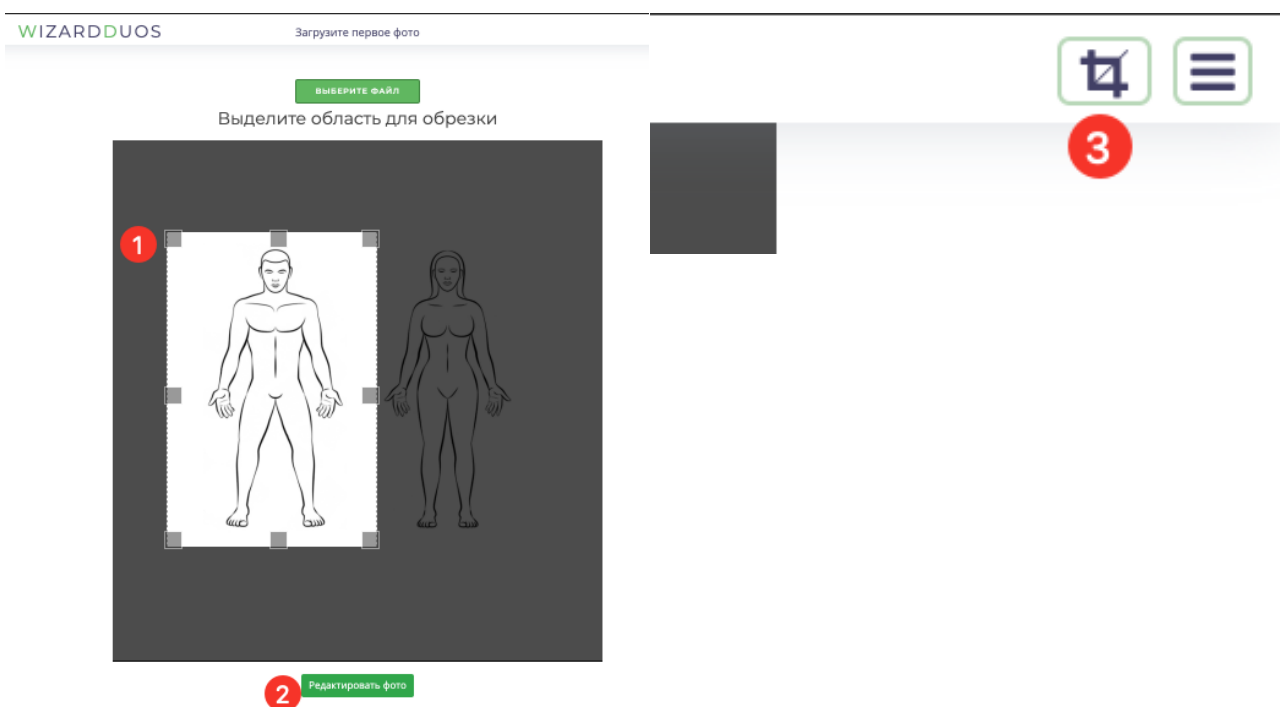 WIZARDDUOS
Загрузите первое фото
ВЫБЕРИТЕ ФАЙЛ
Выделите область для обрезки
1
2
Редактировать фото
3